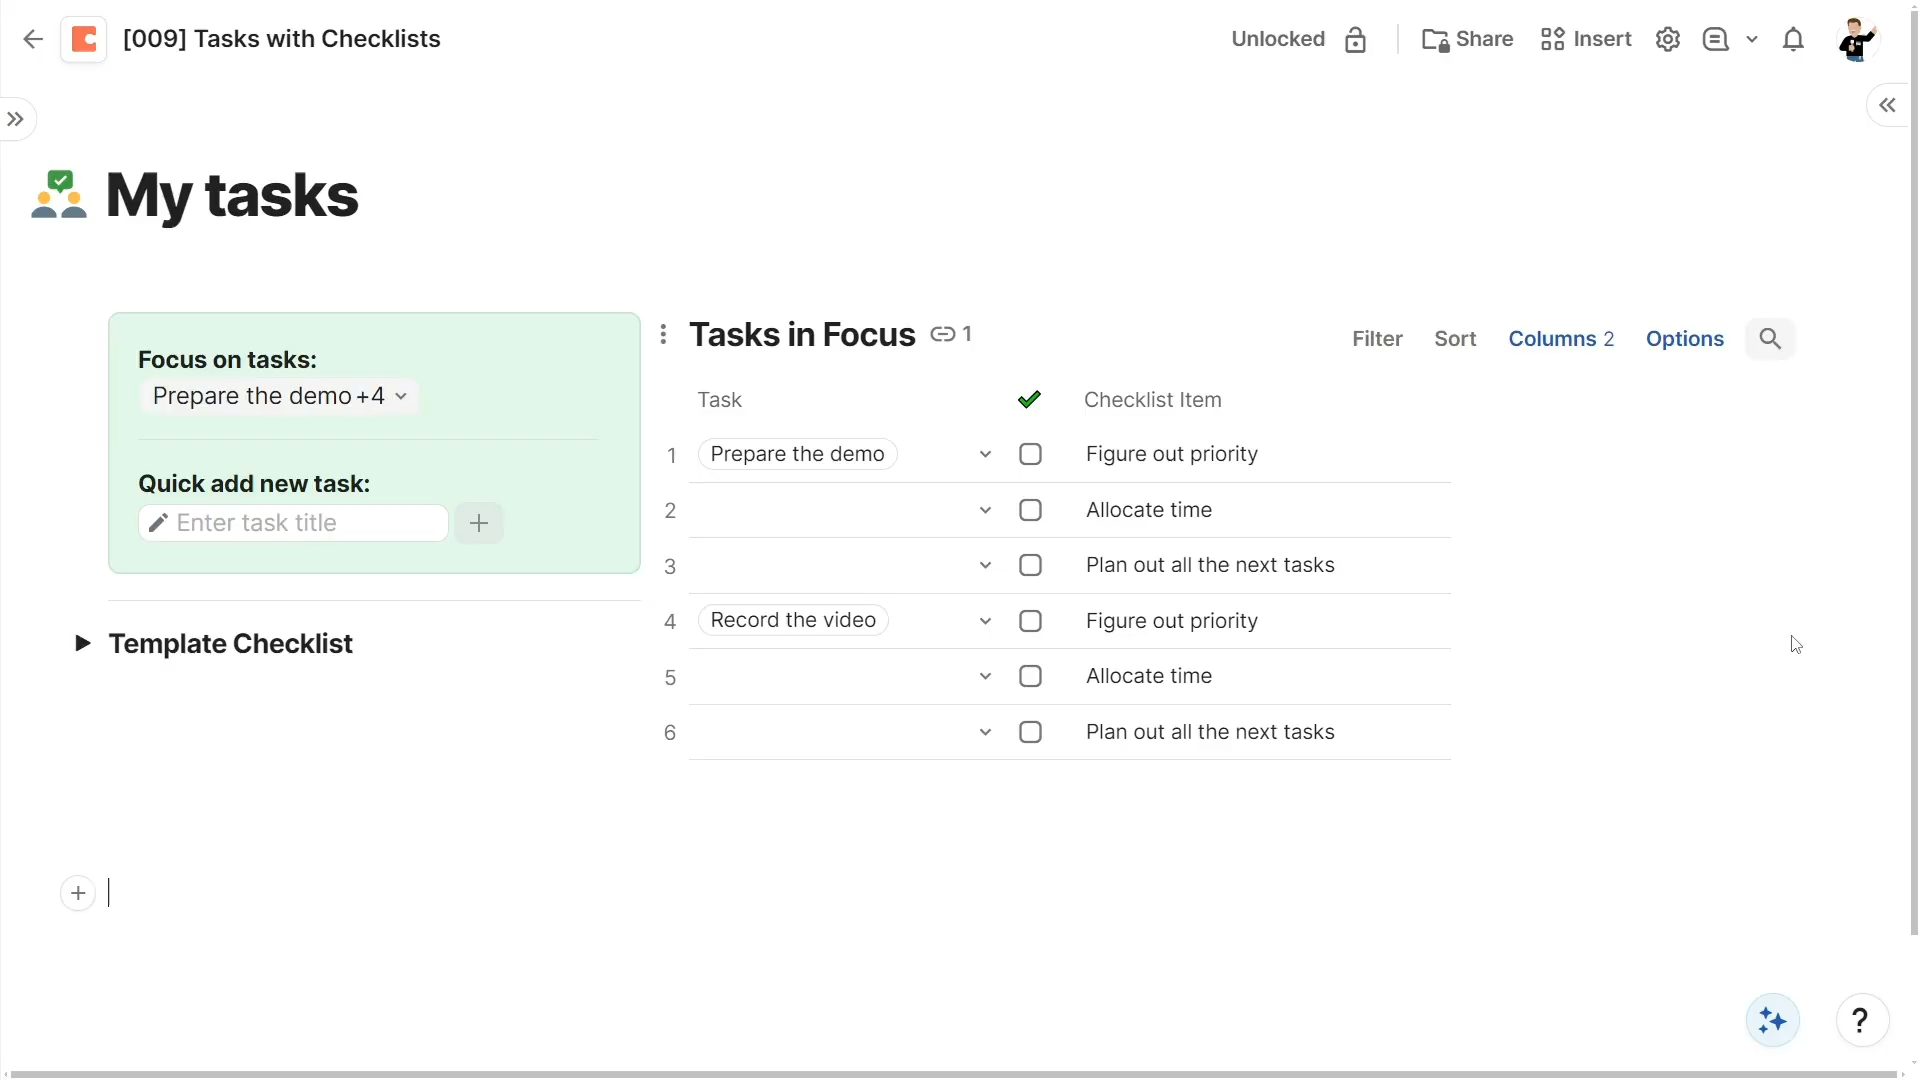 [009] Tasks with Checklists
Unlocked
Share
Insert
My tasks
Focus on tasks:
Prepare the demo+4
Quick add new task:
Enter task title
Template Checklist
Tasks in Focus 1
Filter
Sort
Columns 2
Options
Task
Checklist Item
1 Prepare the demo Figure out priority
2 Allocate time
3 Plan out all the next tasks
4 Record the video Figure out priority
5 Allocate time
6 Plan out all the next tasks
?